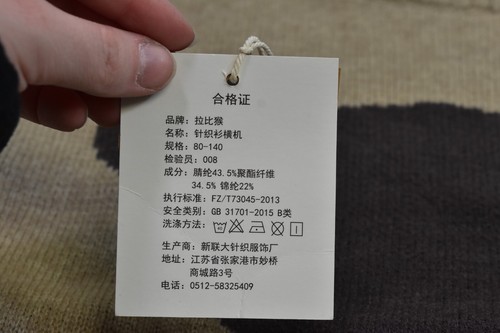 合格证
品牌：拉比猴
名称：针织衫横机
规格：80-140
检验员：008
成分：腈纶43.5%聚酯纤维
34.5% 锦纶22%
执行标准：FZ/T73045-2013
安全类别：GB 31701-2015 B类
洗涤方法：
生产商：新联大针织服饰厂
地址：江苏省张家港市妙桥
商城路3号
电话：0512-58325409